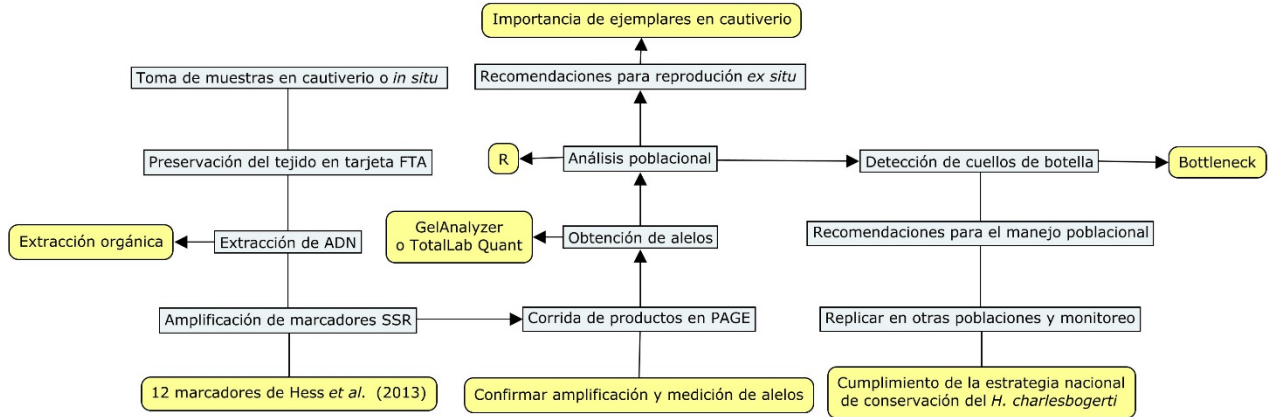 Importancia de ejemplares en cautiverio
Toma de muestras en cautiverio o in situ
Recomendaciones para reprodución ex situ
Preservación del tejido en tarjeta FTA
R
Análisis poblacional
Detección de cuellos de botella
Bottleneck
Extracción orgánica
Extracción de ADN
GelAnalyzer
o TotalLab Quant
Obtención de alelos
Recomendaciones para el manejo poblacional
Amplificación de marcadores SSR
Corrida de productos en PAGE
Replicar en otras poblaciones y monitoreo
12 marcadores de Hess et al. (2013)
Confirmar amplificación y medición de alelos
Cumplimiento de la estrategia nacional
de conservación del H. charlesbogerti